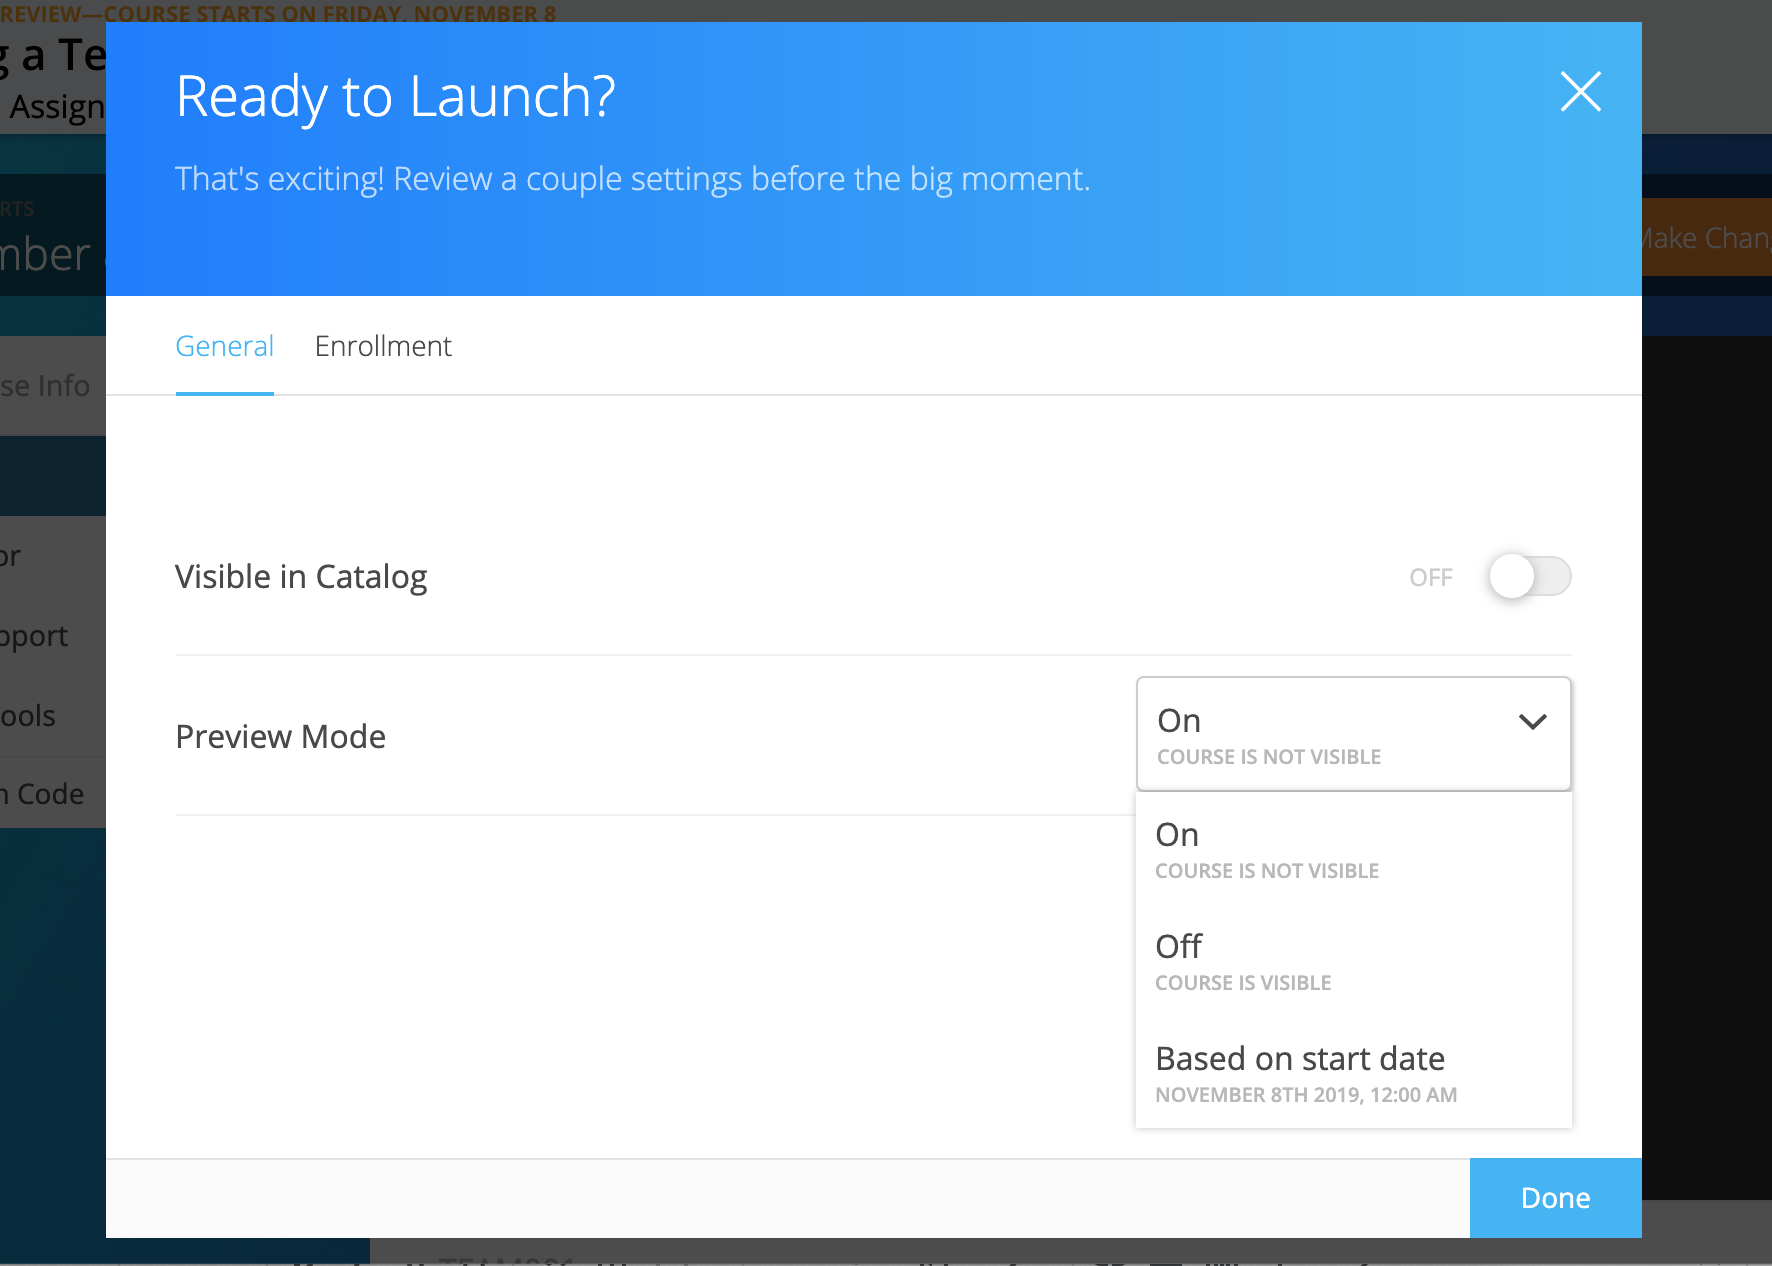 REVIEW—COURSE STARTS ON FRIDAY, NOVEMBER 8
g a Te
Assign
Ready to Launch?
That's exciting! Review a couple settings before the big moment.
RTS
mber
Make Chan
General
Enrollment
se Info
or
Visible in Catalog
OFF
pport
ools
Preview Mode
On
COURSE IS NOT VISIBLE
n Code
On
COURSE IS NOT VISIBLE
Off
COURSE IS VISIBLE
Based on start date
NOVEMBER 8TH 2019, 12:00 AM
Done